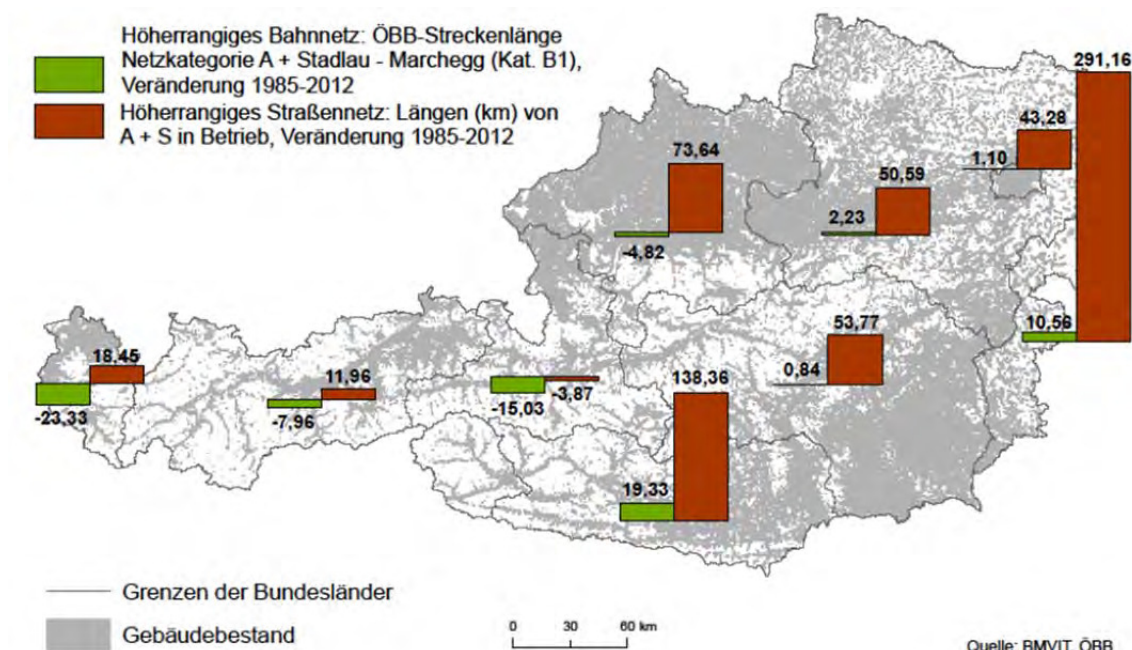 Höherrangiges Bahnnetz: ÖBB-Streckenlänge
Netzkategorie A + Stadlau - Marchegg (Kat. B1),
Veränderung 1985-2012
Höherrangiges Straßennetz: Längen (km) von
A + S in Betrieb, Veränderung 1985-2012
291,16
43,28
1,10
73,64
50,59
2,23
-4,82
10,56
53,77
0,84
18,45
-23,33
11,96
-7,96
-15,03
-3,87
138,36
19,33
Grenzen der Bundesländer
Gebäudebestand
0 30 60 km
Quelle: BMVIT, ÖBB